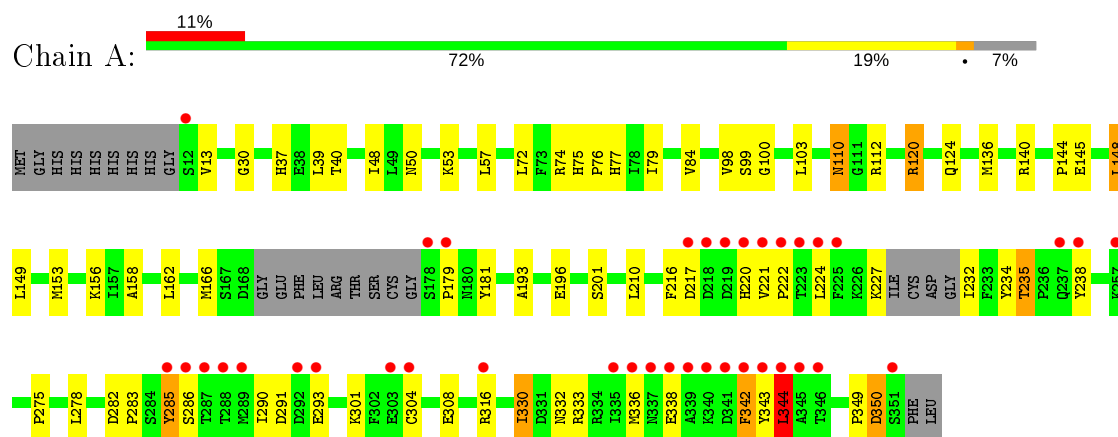 11%
Chain A:
72% 19% • 7%
MET GLY HIS HIS HIS HIS HIS HIS GLY S12 V13 G30 H37 E38 L39 T40 I48 L49 N50 K53 L57 L72 F73 R74 H75 P76 H77 I78 I79 V84 V98 S99 G100 L103 N110 G111 R112 R120 Q124 M136 R140 P144 E145 L148
L149 M153 K156 I157 A158 L162 M166 S167 D168 GLY GLU PHE LEU ARG THR SER CYS GLY S178 P179 N180 Y181 A193 E196 S201 L210 F216 D217 D218 D219 H220 V221 P222 T223 L224 F225 K226 K227 ILE CYS ASP GLY I232 F233 Y234 T235 P236 Q237 Y238 K257
P275 L278 D282 P283 S284 Y285 S286 T287 T288 M289 I290 D291 D292 E293 K301 F302 E303 C304 E308 R316 I330 D331 N332 R333 R334 I335 M336 N337 E338 A339 K340 D341 F342 Y343 L344 A345 T346 P349 D350 S351 PHE LEU